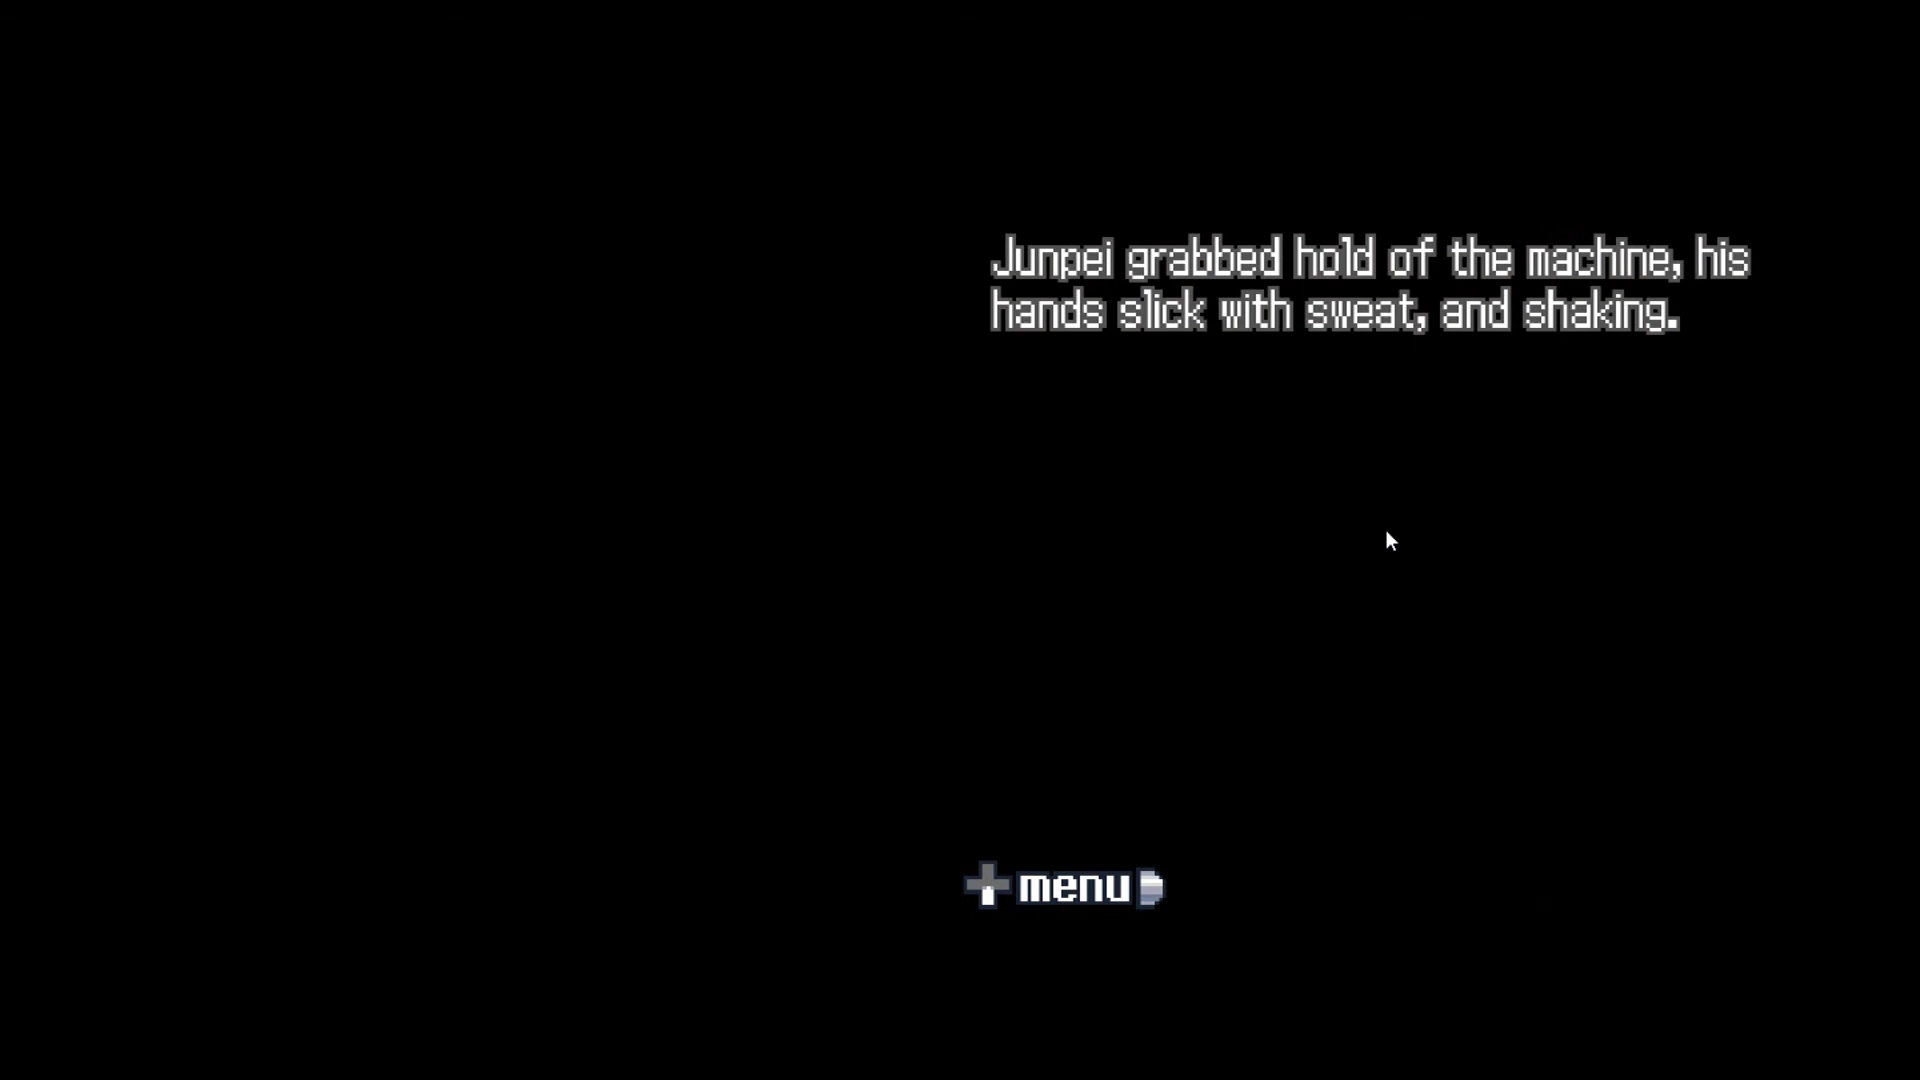 Junpei grabbed hold of the machine, his
hands slick with sweat, and shaking.
menu